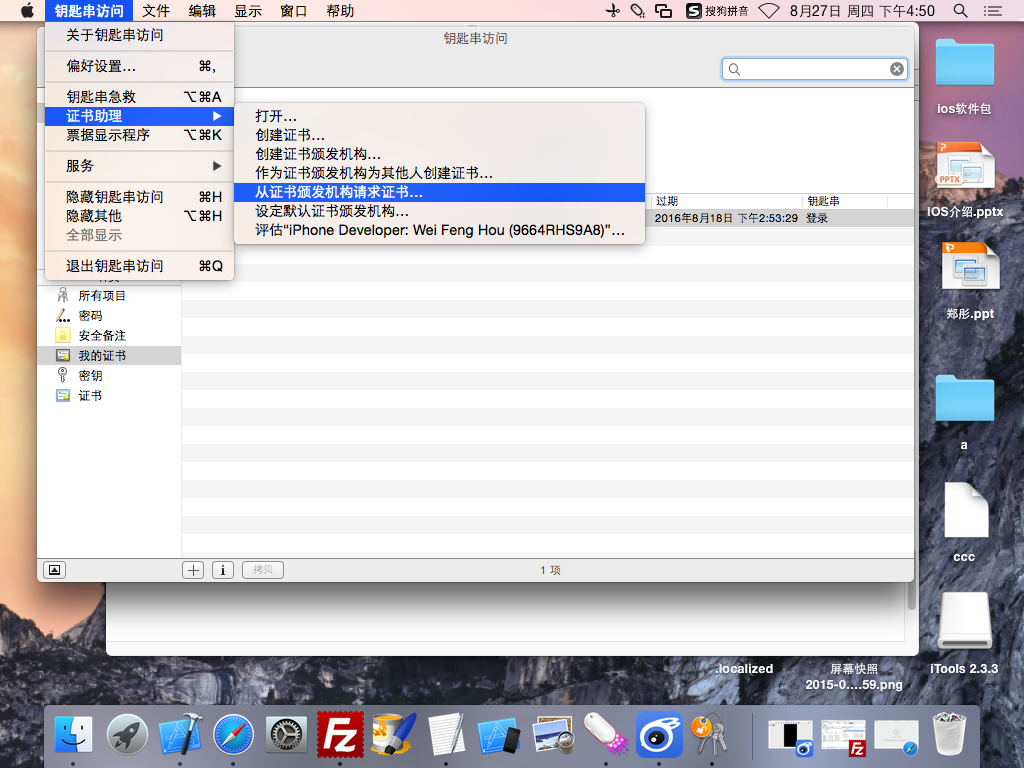 钥匙串访问 文件 编辑 显示 窗口 帮助 S 搜狗拼音 8月27日 周四 下午4:50
关于钥匙串访问
偏好设置... ⌘,
钥匙串急救 ⌥⌘A
证书助理
票据显示程序 ⌥⌘K
服务
隐藏钥匙串访问 ⌘H
隐藏其他 ⌥⌘H
全部显示
退出钥匙串访问 ⌘Q
打开...
创建证书...
创建证书颁发机构...
作为证书颁发机构为其他人创建证书...
从证书颁发机构请求证书...
设定默认证书颁发机构...
评估“iPhone Developer: Wei Feng Hou (9664RHS9A8)”...
钥匙串访问
过期 钥匙串
2016年8月18日 下午2:53:29 登录
所有项目
密码
安全备注
我的证书
密钥
证书
拷贝
1 项
ios软件包
PPTX
IOS介绍.pptx
郑彤.ppt
a
ccc
iTools 2.3.3
.localized
屏幕快照
2015-0....59.png
Fz
Fz